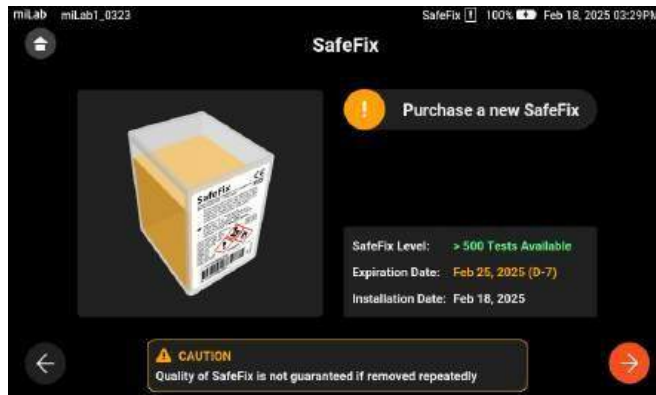 miLab miLab1_0323 SafeFix ! 100% Feb 18, 2025 03:29PM
SafeFix
! Purchase a new SafeFix
SafeFix
CE
SafeFix Level: > 500 Tests Available
Expiration Date: Feb 25, 2025 (D-7)
Installation Date: Feb 18, 2025
CAUTION
Quality of SafeFix is not guaranteed if removed repeatedly